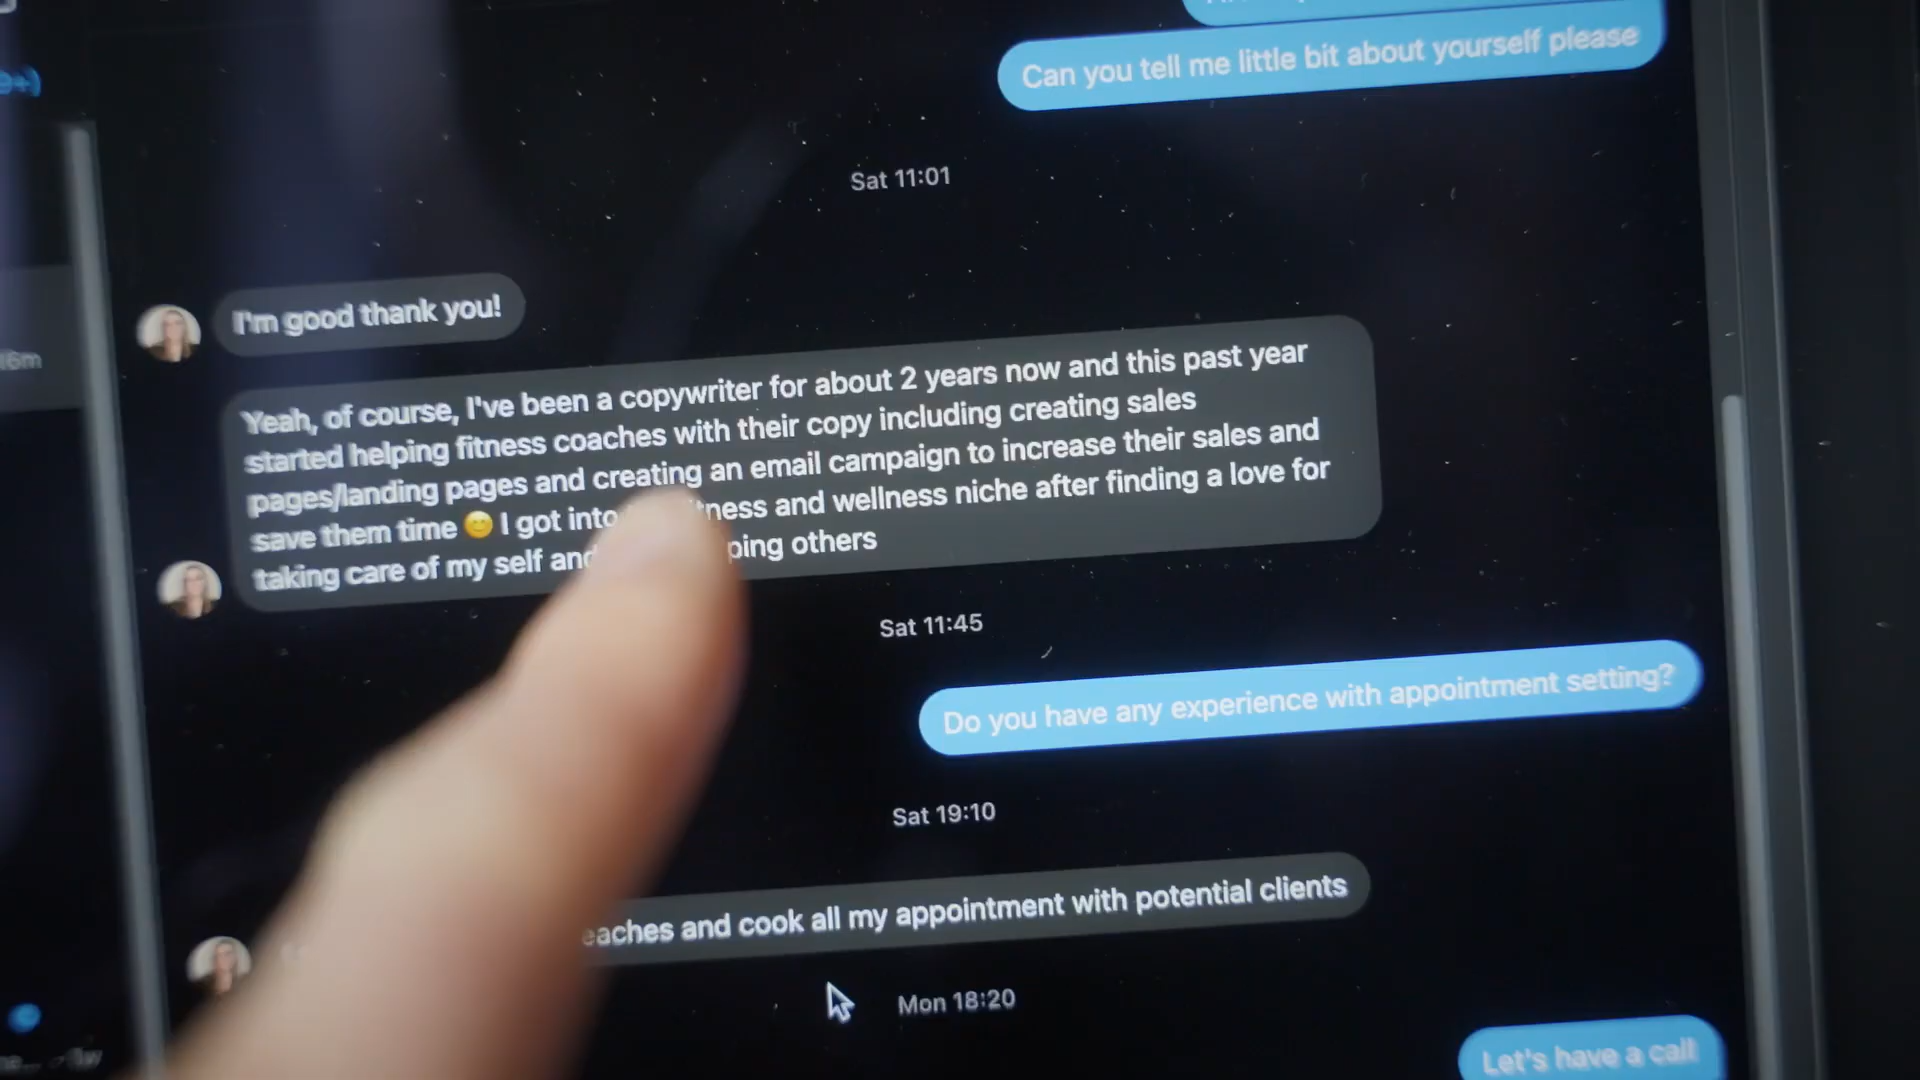 9+)
Can you tell me little bit about yourself please
Sat 11:01
I'm good thank you!
16m
Yeah, of course, I've been a copywriter for about 2 years now and this past year
started helping fitness coaches with their copy including creating sales
pages/landing pages and creating an email campaign to increase their sales and
save them time 😊 I got into tness and wellness niche after finding a love for
taking care of my self and ping others
Sat 11:45
Do you have any experience with appointment setting?
Sat 19:10
eaches and cook all my appointment with potential clients
Mon 18:20
Let's have a call